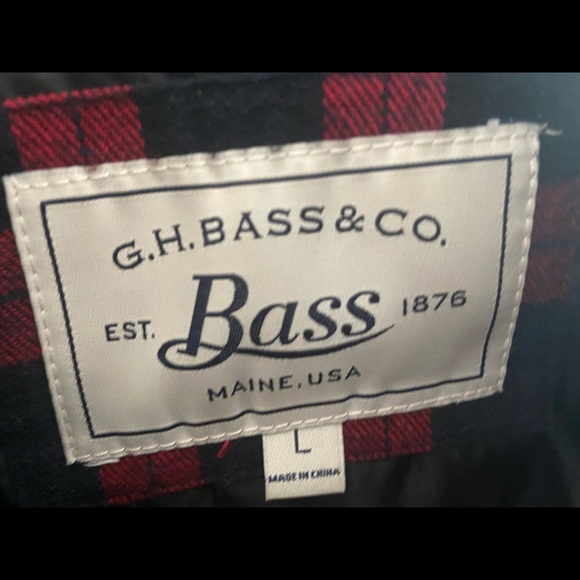 G.H.BASS & CO.
EST. Bass 1876
MAINE, USA
L
MADE IN CHINA